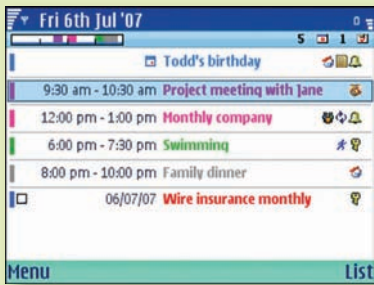 Fri 6th Jul '07
5 1
Todd's birthday
9:30 am - 10:30 am Project meeting with Jane
12:00 pm - 1:00 pm Monthly company
6:00 pm - 7:30 pm Swimming
8:00 pm - 10:00 pm Family dinner
06/07/07 Wire insurance monthly
Menu List